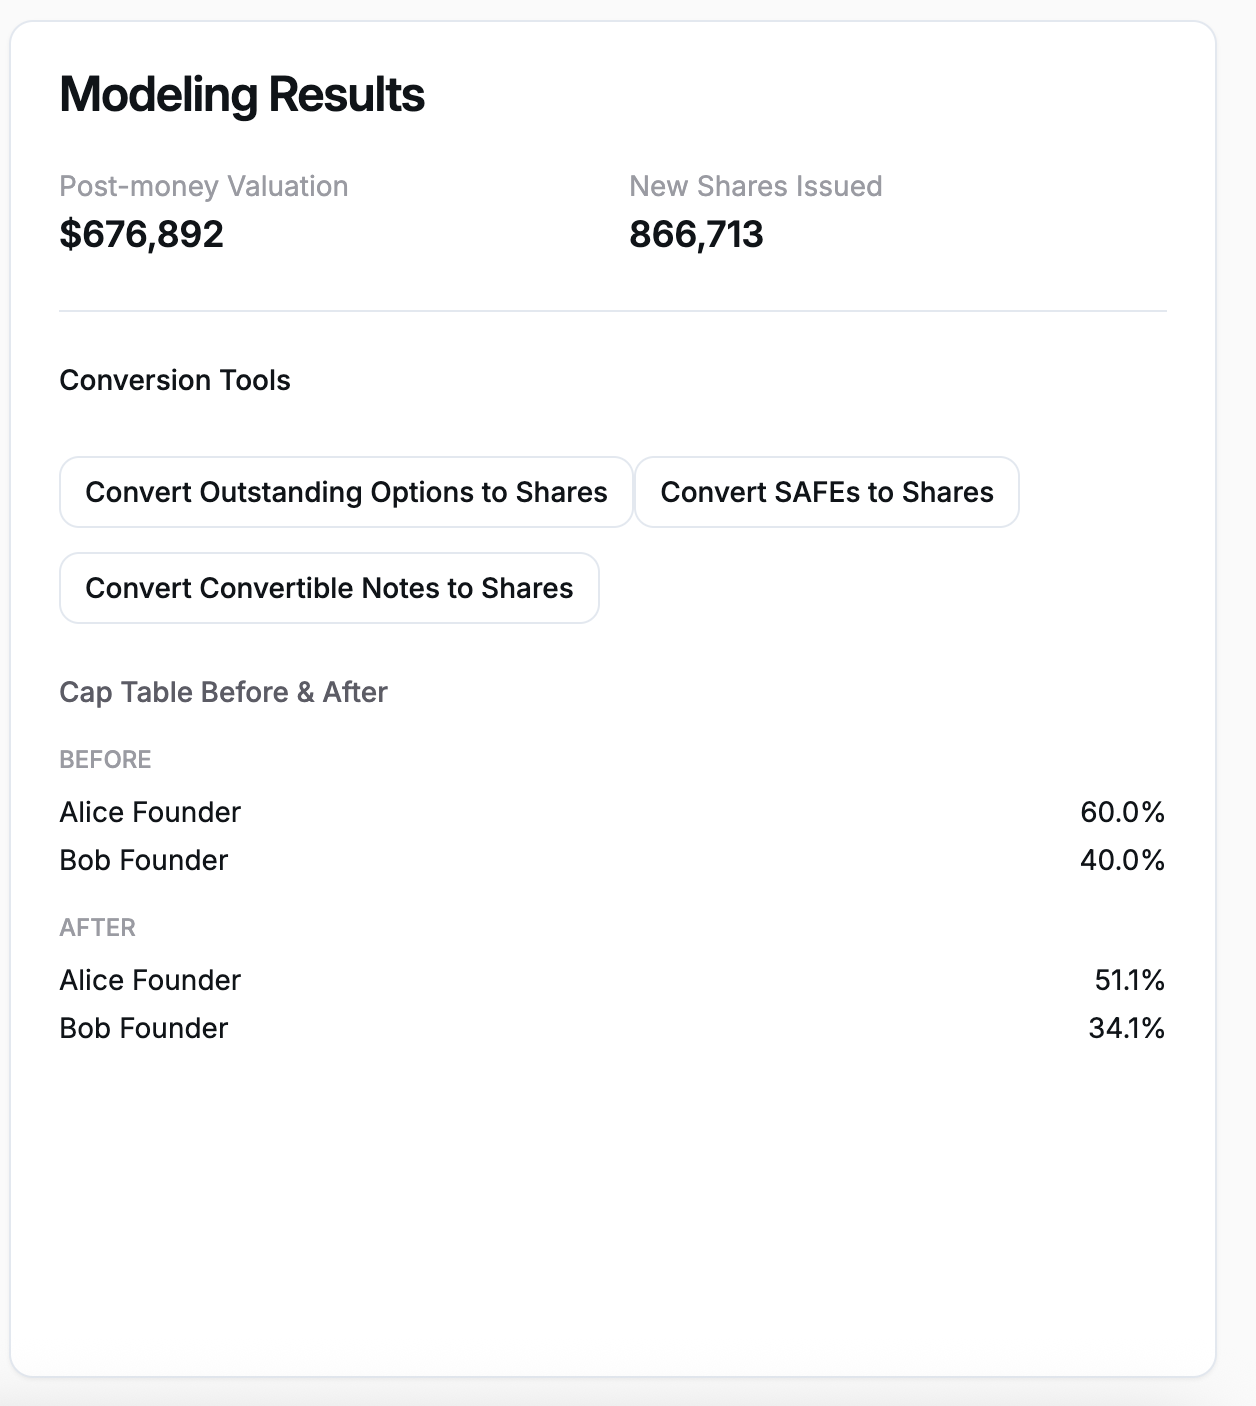 Modeling Results
Post-money Valuation
$676,892
New Shares Issued
866,713
Conversion Tools
Convert Outstanding Options to Shares
Convert SAFEs to Shares
Convert Convertible Notes to Shares
Cap Table Before & After
BEFORE
Alice Founder 60.0%
Bob Founder 40.0%
AFTER
Alice Founder 51.1%
Bob Founder 34.1%